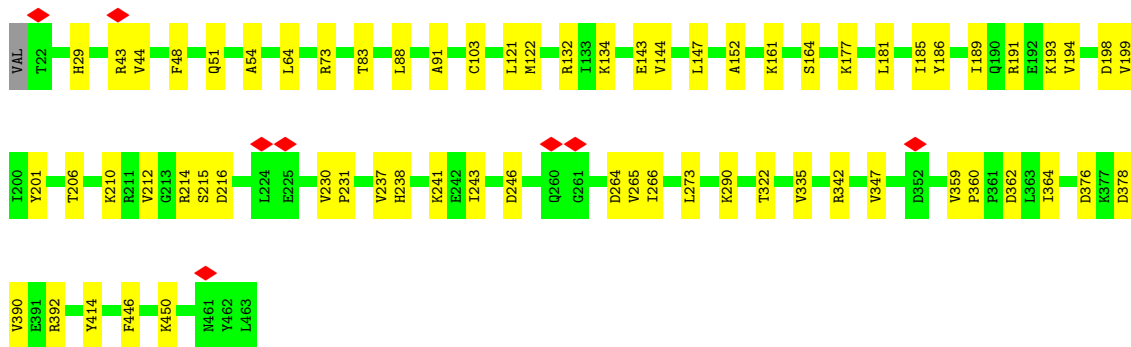 VAL T22 H29 R43 V44 F48 Q51 A54 L64 R73 T83 L88 A91 C103 L121 M122 R132 I133 K134 E143 V144 L147 A152 K161 S164 K177 L181 I185 Y186 I189 Q190 R191 E192 K193 V194 D198 V199
I200 Y201 T206 K210 R211 V212 G213 R214 S215 D216 L224 E225 V230 P231 V237 H238 K241 E242 I243 D246 Q260 G261 D264 V265 I266 L273 K290 T322 V335 R342 V347 D352 V359 P360 P361 D362 L363 I364 D376 K377 D378
V390 E391 R392 Y414 F446 K450 N461 Y462 L463